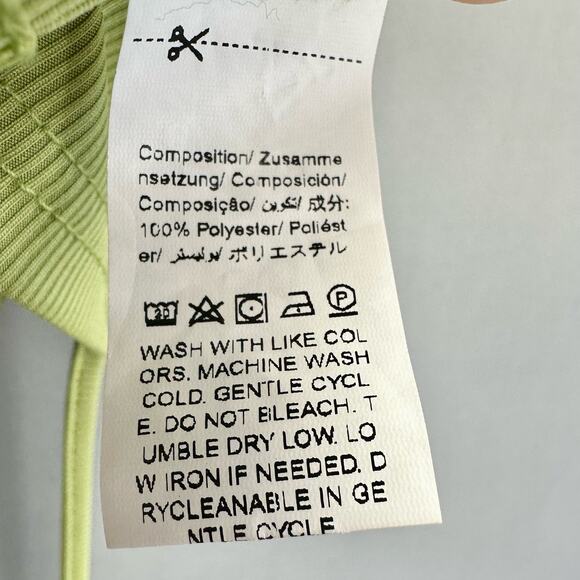 Composition/ Zusamme
nsetzung/ Composición/
Composição/ تكوين/ 成分:
100% Polyester/ Poliést
er/ بوليستر/ ポリエステル
30 P
WASH WITH LIKE COL
ORS. MACHINE WASH
COLD. GENTLE CYCL
E. DO NOT BLEACH. T
UMBLE DRY LOW. LO
W IRON IF NEEDED. D
RYCLEANABLE IN GE
NTLE CYCLE